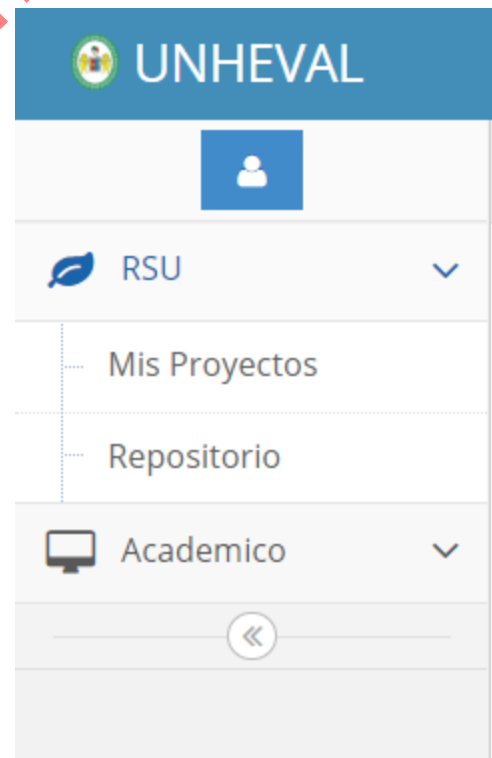 UNHEVAL
RSU
Mis Proyectos
Repositorio
Academico